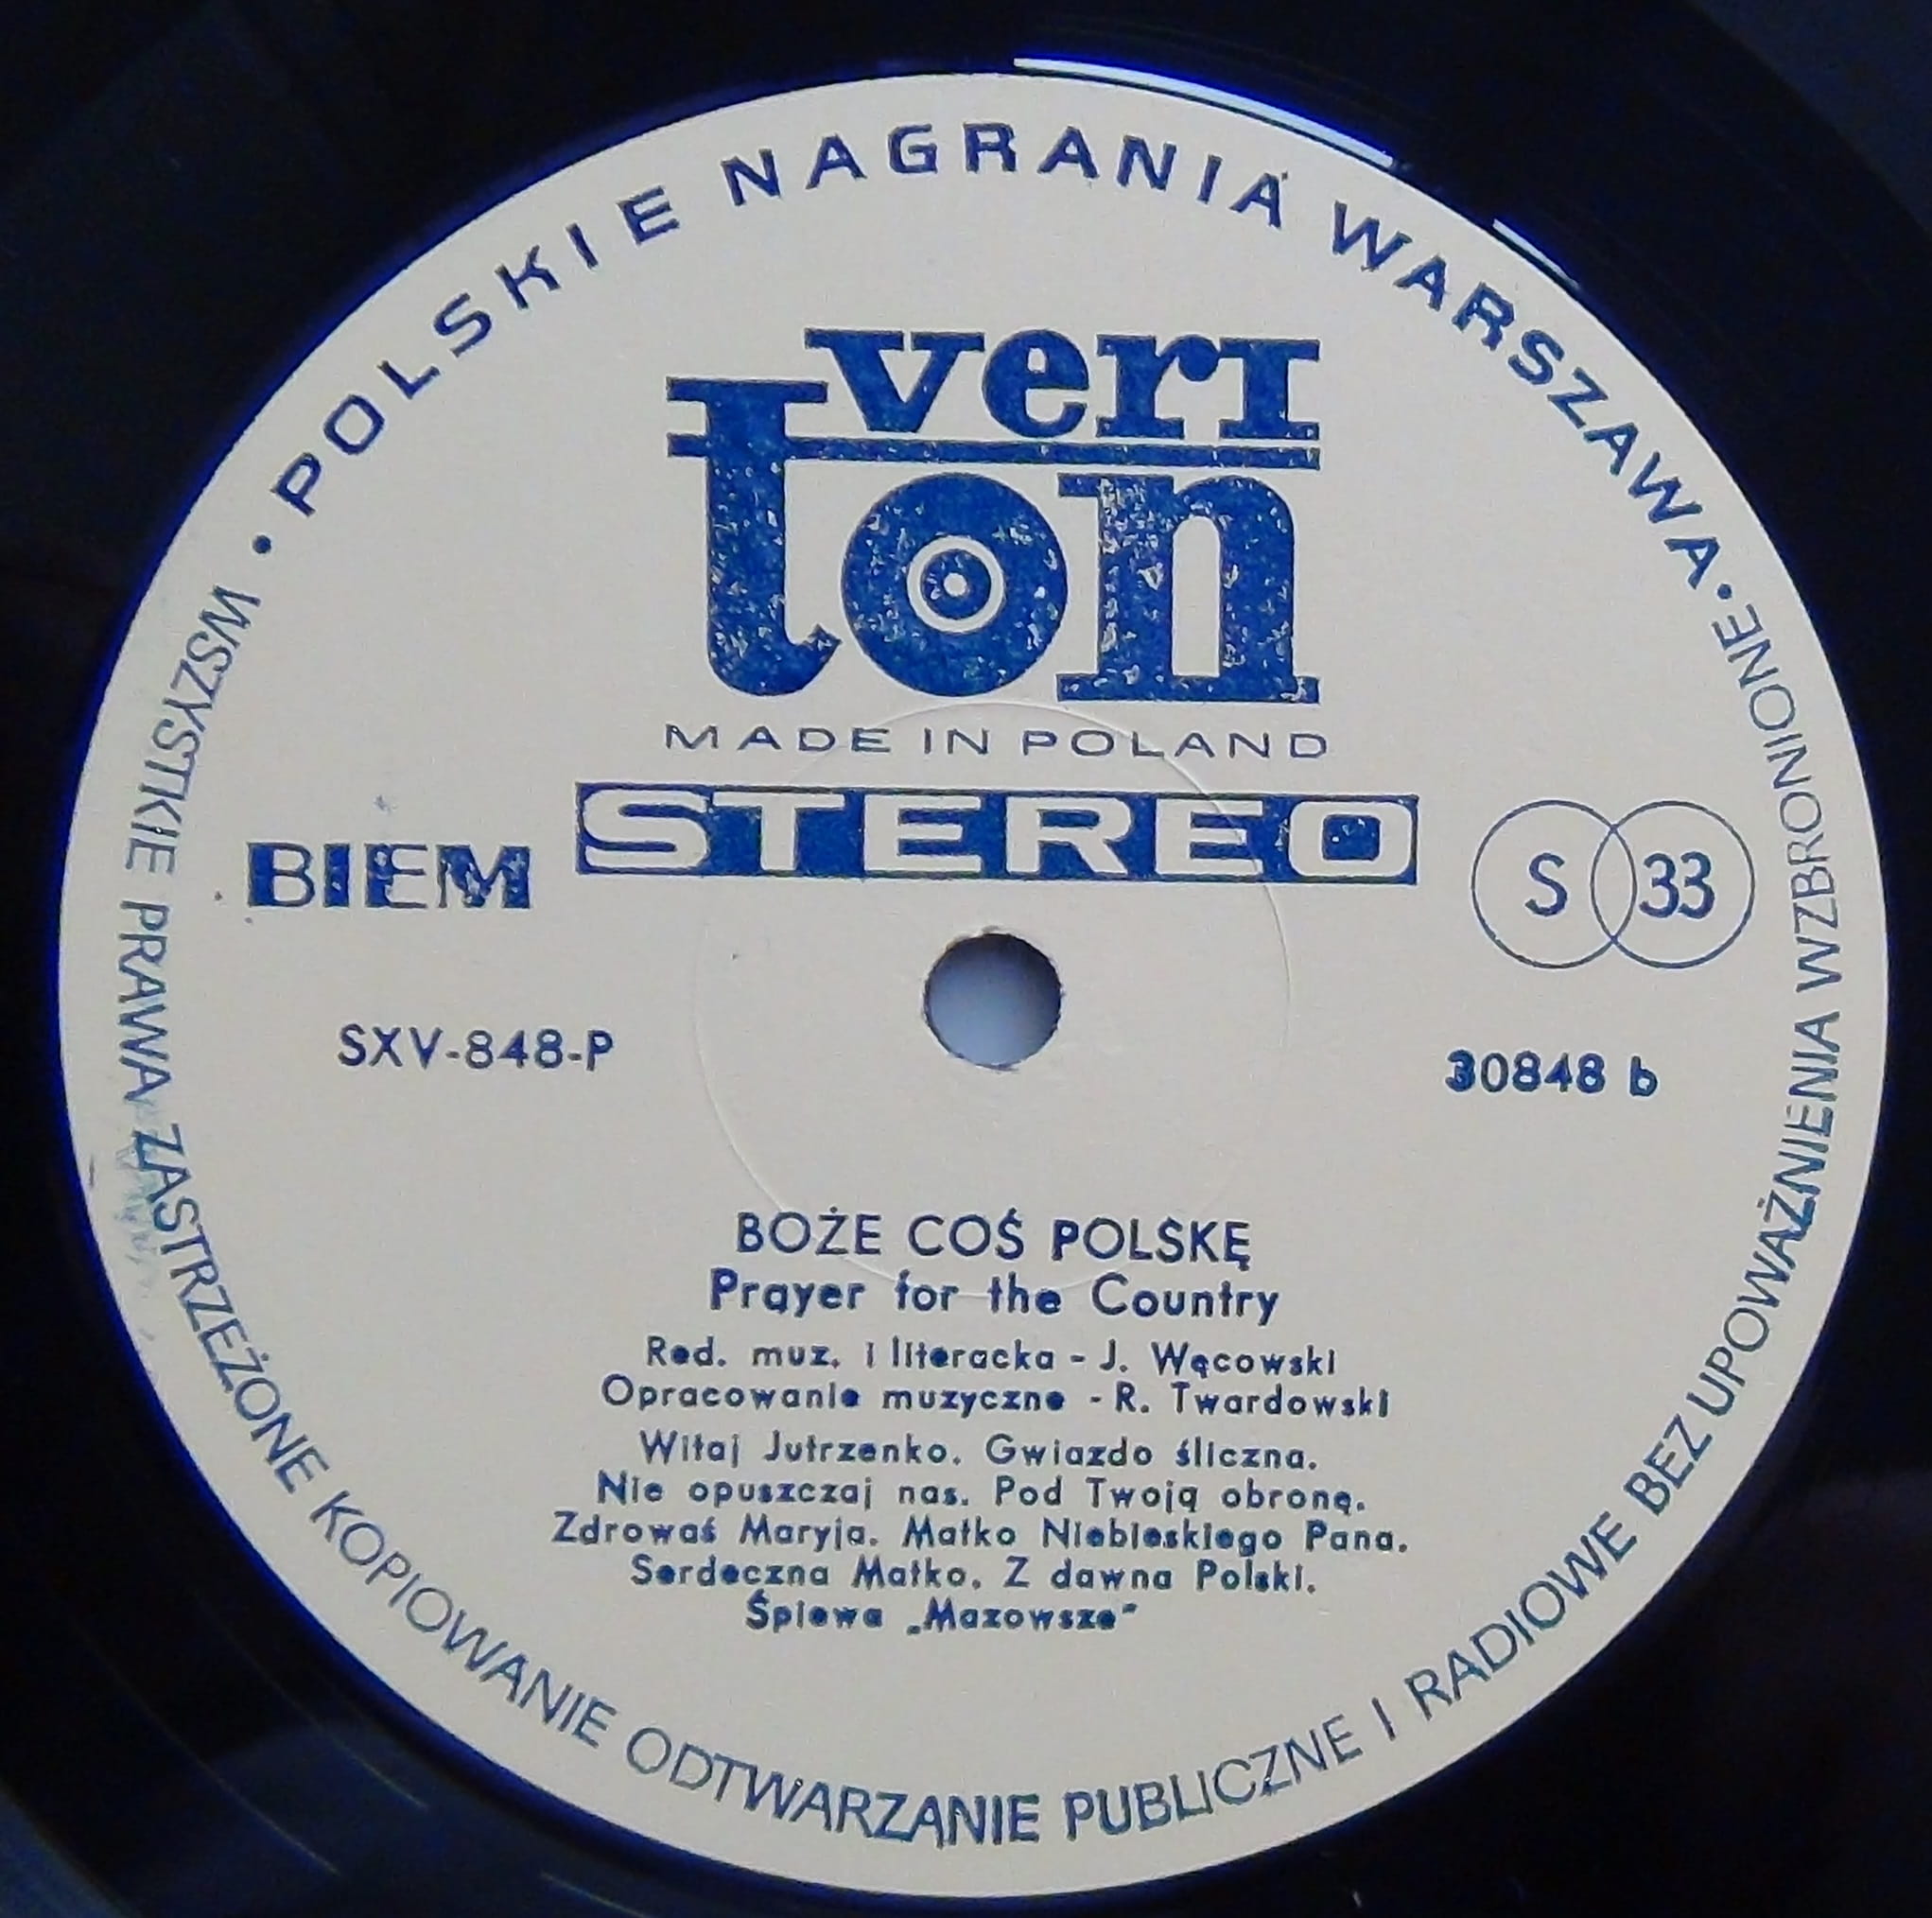 • POLSKIE NAGRANIA WARSZAWA •
veri
ton
MADE IN POLAND
STEREO
BIEM
S 33
SXV-848-P
30848 b
BOŻE COŚ POLSKĘ
Prayer for the Country
Red. muz. i literacka - J. Wącowski
Opracowanie muzyczne - R. Twardowski
Witaj Jutrzenko. Gwiazdo śliczna.
Nie opuszczaj nas. Pod Twoją obronę.
Zdrowaś Maryja. Matko Niebieskiego Pana.
Serdeczna Matko. Z dawna Polski.
Śpiewa „Mazowsze"
WSZYSTKIE PRAWA ZASTRZEŻONE KOPIOWANIE ODTWARZANIE PUBLICZNE I RADIOWE BEZ UPOWAŻNIENIA WZBRONIONE